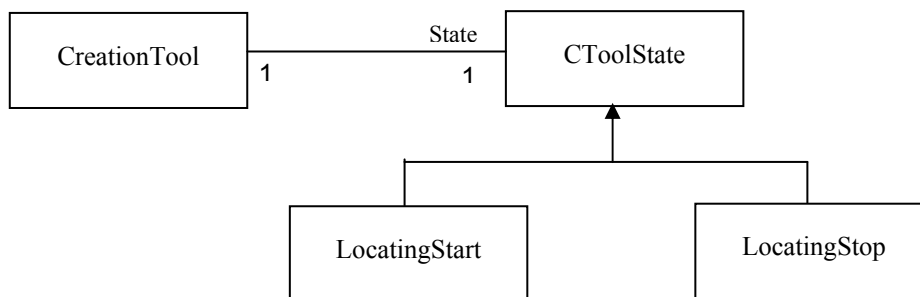 State
CreationTool
CToolState
1
1
LocatingStart
LocatingStop